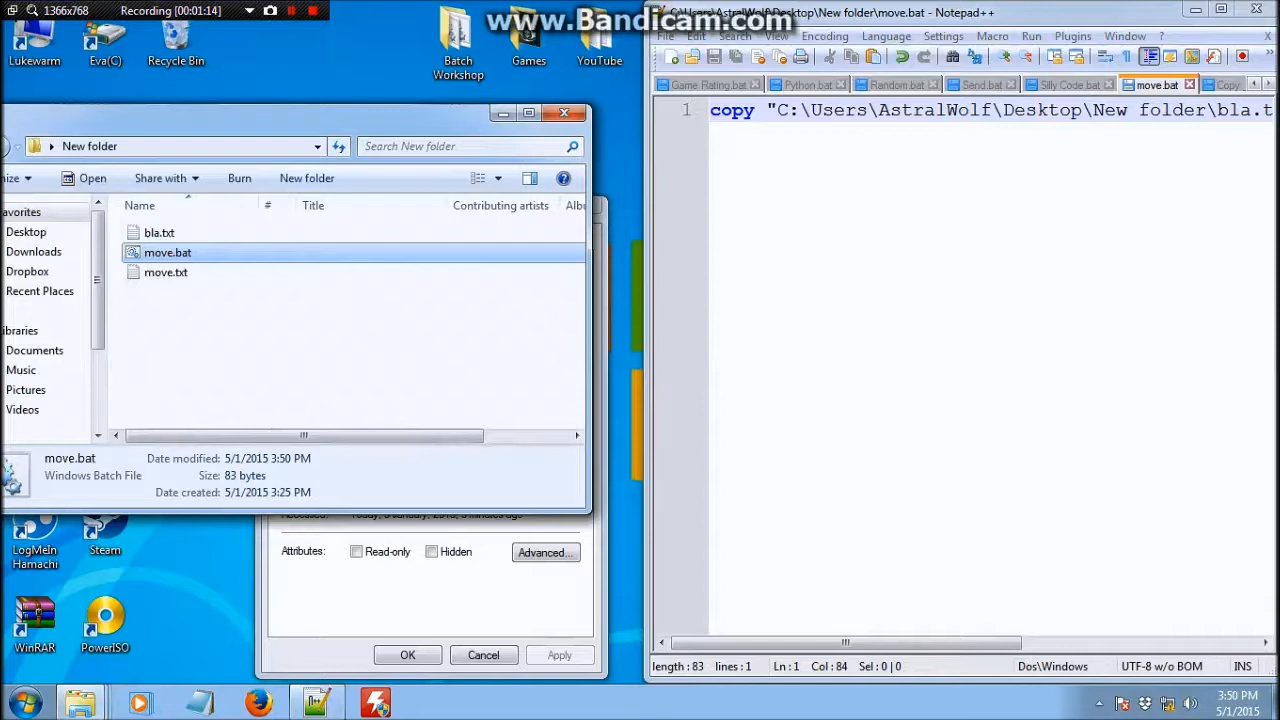 1366x768 Recording [00:01:14]
www.Bandicam.com
C:\Users\AstralWolf\Desktop\New folder\move.bat - Notepad++
File Edit Search View Encoding Language Settings Macro Run Plugins Window ? X
Game Rating.bat Python.bat Random.bat Send.bat Silly Code.bat move.bat Copy
1 copy "C:\Users\AstralWolf\Desktop\New folder\bla.t
Lukewarm
Eva(C)
Recycle Bin
Batch
Workshop
Games
YouTube
New folder
Search New folder
nize Open Share with Burn New folder
Name # Title Contributing artists Albu
avorites
Desktop
Downloads
Dropbox
Recent Places
ibraries
Documents
Music
Pictures
Videos
bla.txt
move.bat
move.txt
move.bat Date modified: 5/1/2015 3:50 PM
Windows Batch File Size: 83 bytes
Date created: 5/1/2015 3:25 PM
Attributes: Read-only Hidden Advanced...
OK Cancel Apply
LogMeIn
Hamachi
Steam
WinRAR
PowerISO
length : 83 lines : 1 Ln : 1 Col : 84 Sel : 0 | 0 Dos\Windows UTF-8 w/o BOM INS
3:50 PM
5/1/2015